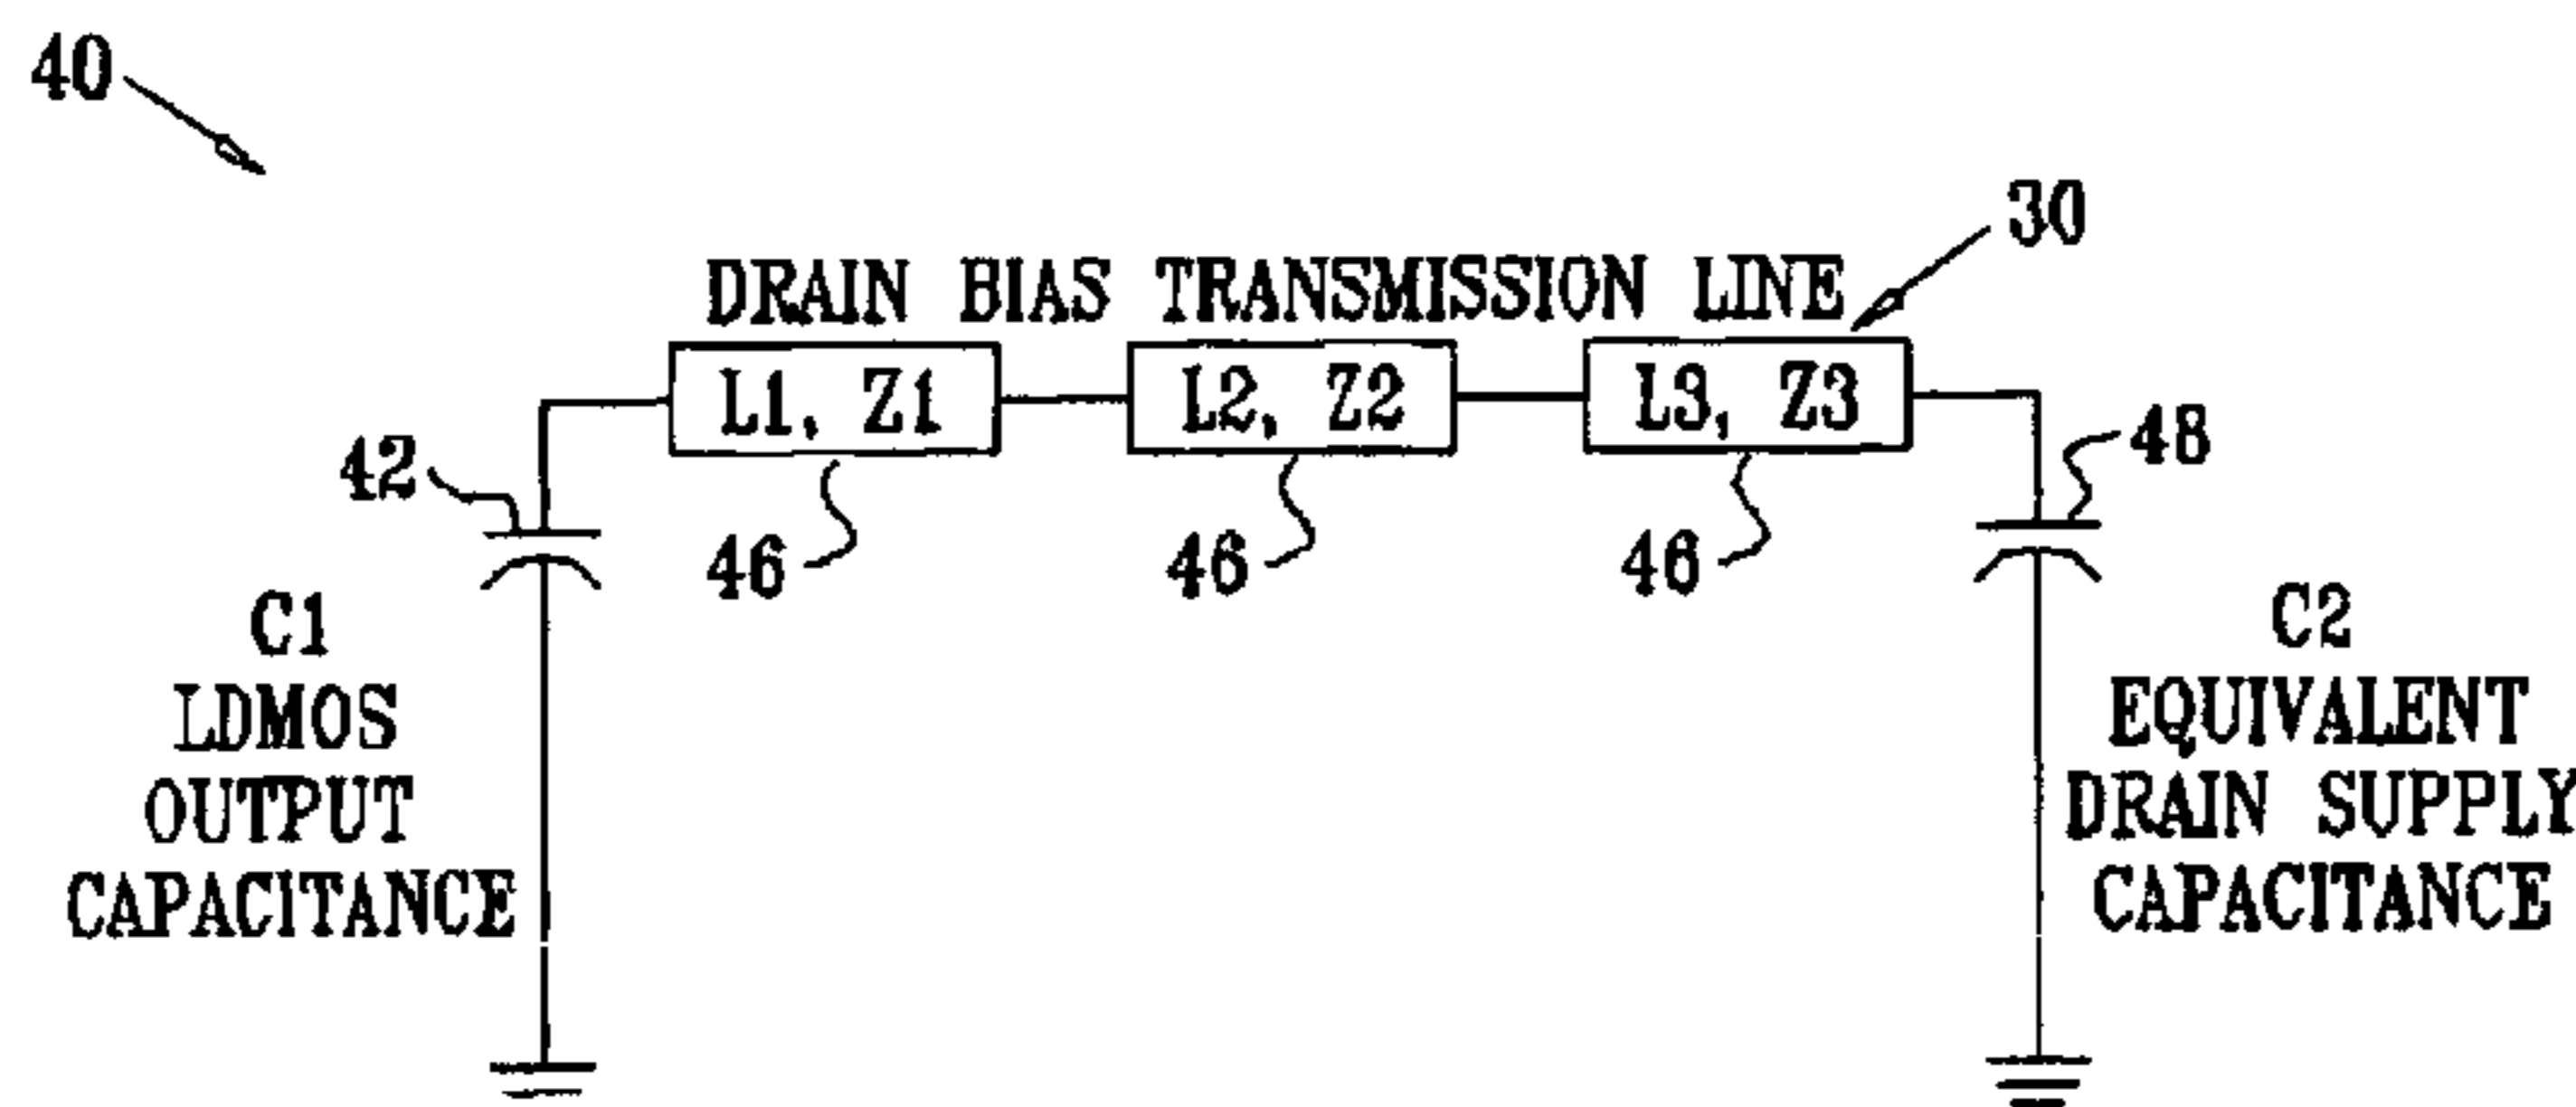 40
30
DRAIN BIAS TRANSMISSION LINE
L1, Z1
L2, Z2
L3, Z3
42
48
46
46
46
C1
LDMOS
OUTPUT
CAPACITANCE
C2
EQUIVALENT
DRAIN SUPPLY
CAPACITANCE